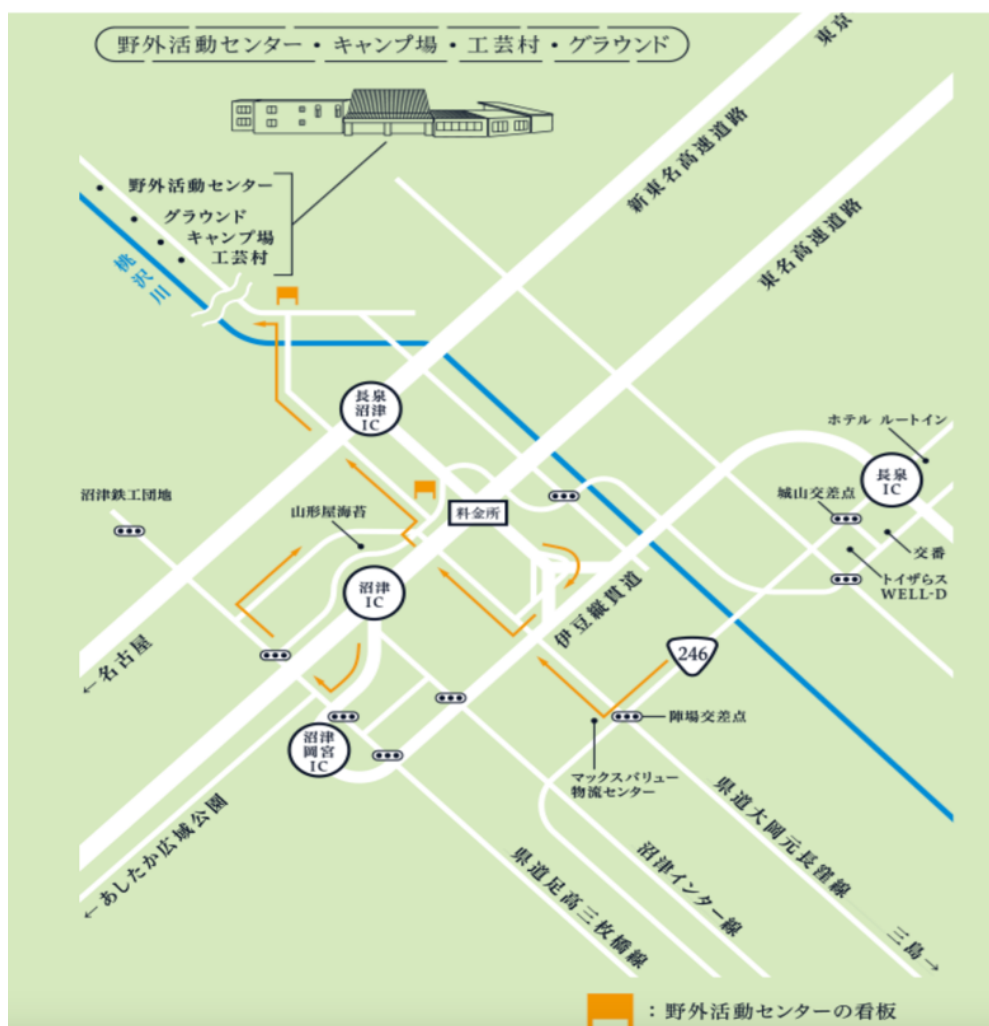 野外活動センター・キャンプ場・工芸村・グラウンド
東京
新東名高速道路
東名高速道路
野外活動センター
グラウンド
キャンプ場
工芸村
桃沢川
長泉
沼津
IC
ホテル ルートイン
長泉
IC
城山交差点
沼津鉄工団地
山形屋海苔
料金所
交番
トイザらス
WELL-D
沼津
IC
伊豆縦貫道
←名古屋
246
陣場交差点
沼津
岡宮
IC
マックスバリュー
物流センター
←あしたか広域公園
県道大岡元長窪線
沼津インター線
県道足高三枚橋線
三島→
:野外活動センターの看板